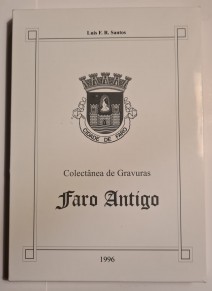 Luís F. R. Santos
CIDADE DE FARO
Colectânea de Gravuras
Faro Antigo
1996